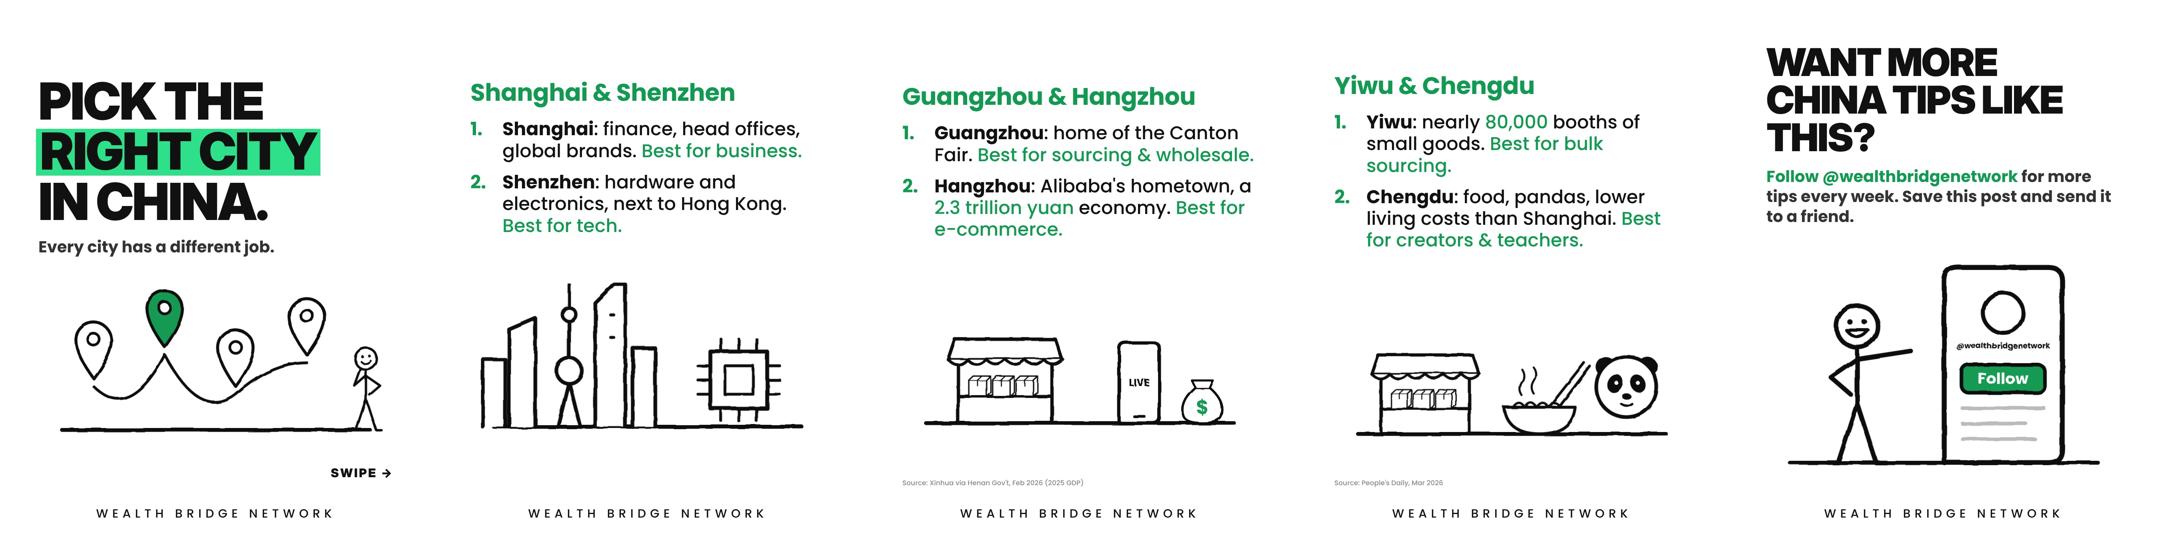 PICK THE
RIGHT CITY
IN CHINA.
Every city has a different job.
SWIPE →
WEALTH BRIDGE NETWORK
Shanghai & Shenzhen
1. Shanghai: finance, head offices,
global brands. Best for business.
2. Shenzhen: hardware and
electronics, next to Hong Kong.
Best for tech.
WEALTH BRIDGE NETWORK
Guangzhou & Hangzhou
1. Guangzhou: home of the Canton
Fair. Best for sourcing & wholesale.
2. Hangzhou: Alibaba's hometown, a
2.3 trillion yuan economy. Best for
e-commerce.
LIVE
$
Source: Xinhua via Henan Gov't, Feb 2026 (2025 GDP)
WEALTH BRIDGE NETWORK
Yiwu & Chengdu
1. Yiwu: nearly 80,000 booths of
small goods. Best for bulk
sourcing.
2. Chengdu: food, pandas, lower
living costs than Shanghai. Best
for creators & teachers.
Source: People's Daily, Mar 2026
WEALTH BRIDGE NETWORK
WANT MORE
CHINA TIPS LIKE
THIS?
Follow @wealthbridgenetwork for more
tips every week. Save this post and send it
to a friend.
@wealthbridgenetwork
Follow
WEALTH BRIDGE NETWORK